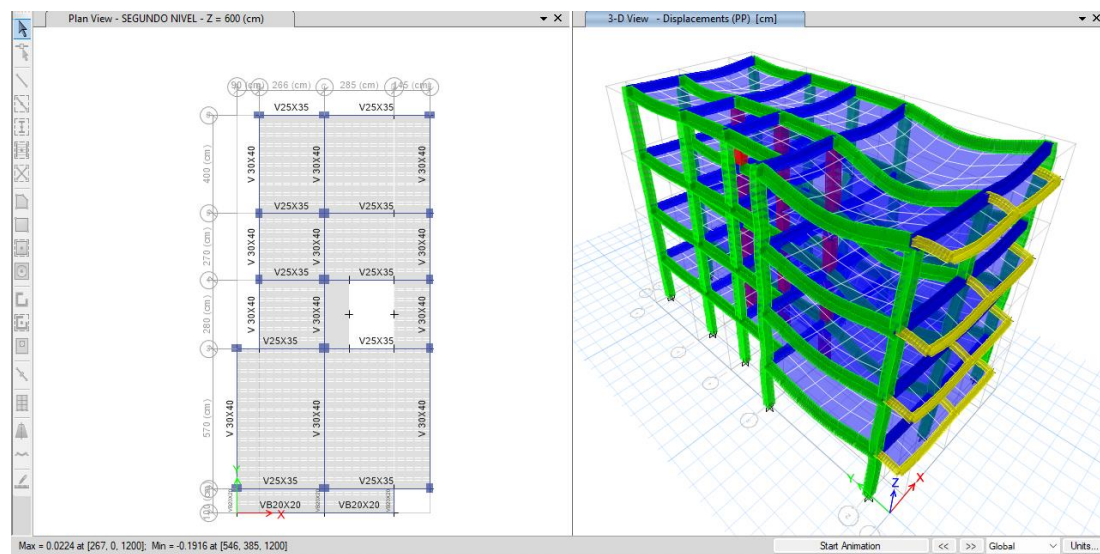 Plan View - SEGUNDO NIVEL - Z = 600 (cm)
3-D View - Displacements (PP) [cm]
90 (cm)
266 (cm)
285 (cm)
145 (cm)
V25X35
400 (cm)
V 30X40
V 30X40
V 30X40
V25X35
V25X35
270 (cm)
V 30X40
V 30X40
V 30X40
V25X35
V25X35
280 (cm)
V 30X40
V 30X40
V 30X40
V25X35
V25X35
570 (cm)
V 30X40
V 30X40
V 30X40
V25X35
V25X35
Y
VB20X20
VB20X20
VB20X20
VB20X20
VB20X20
X
Z
Y
X
Max = 0.0224 at [267, 0, 1200]; Min = -0.1916 at [546, 385, 1200]
Start Animation
<<
>>
Global
Units...